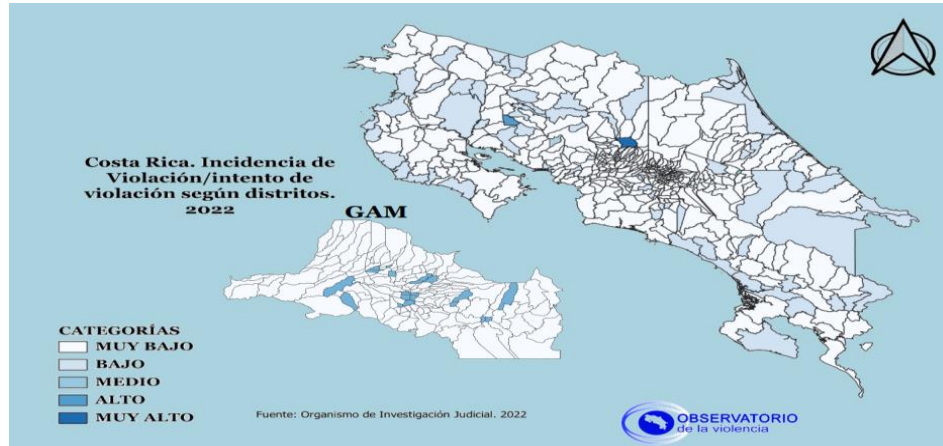 Costa Rica. Incidencia de
Violación/intento de
violación según distritos.
2022
GAM
CATEGORÍAS
MUY BAJO
BAJO
MEDIO
ALTO
MUY ALTO
Fuente: Organismo de Investigación Judicial. 2022
OBSERVATORIO
de la violencia